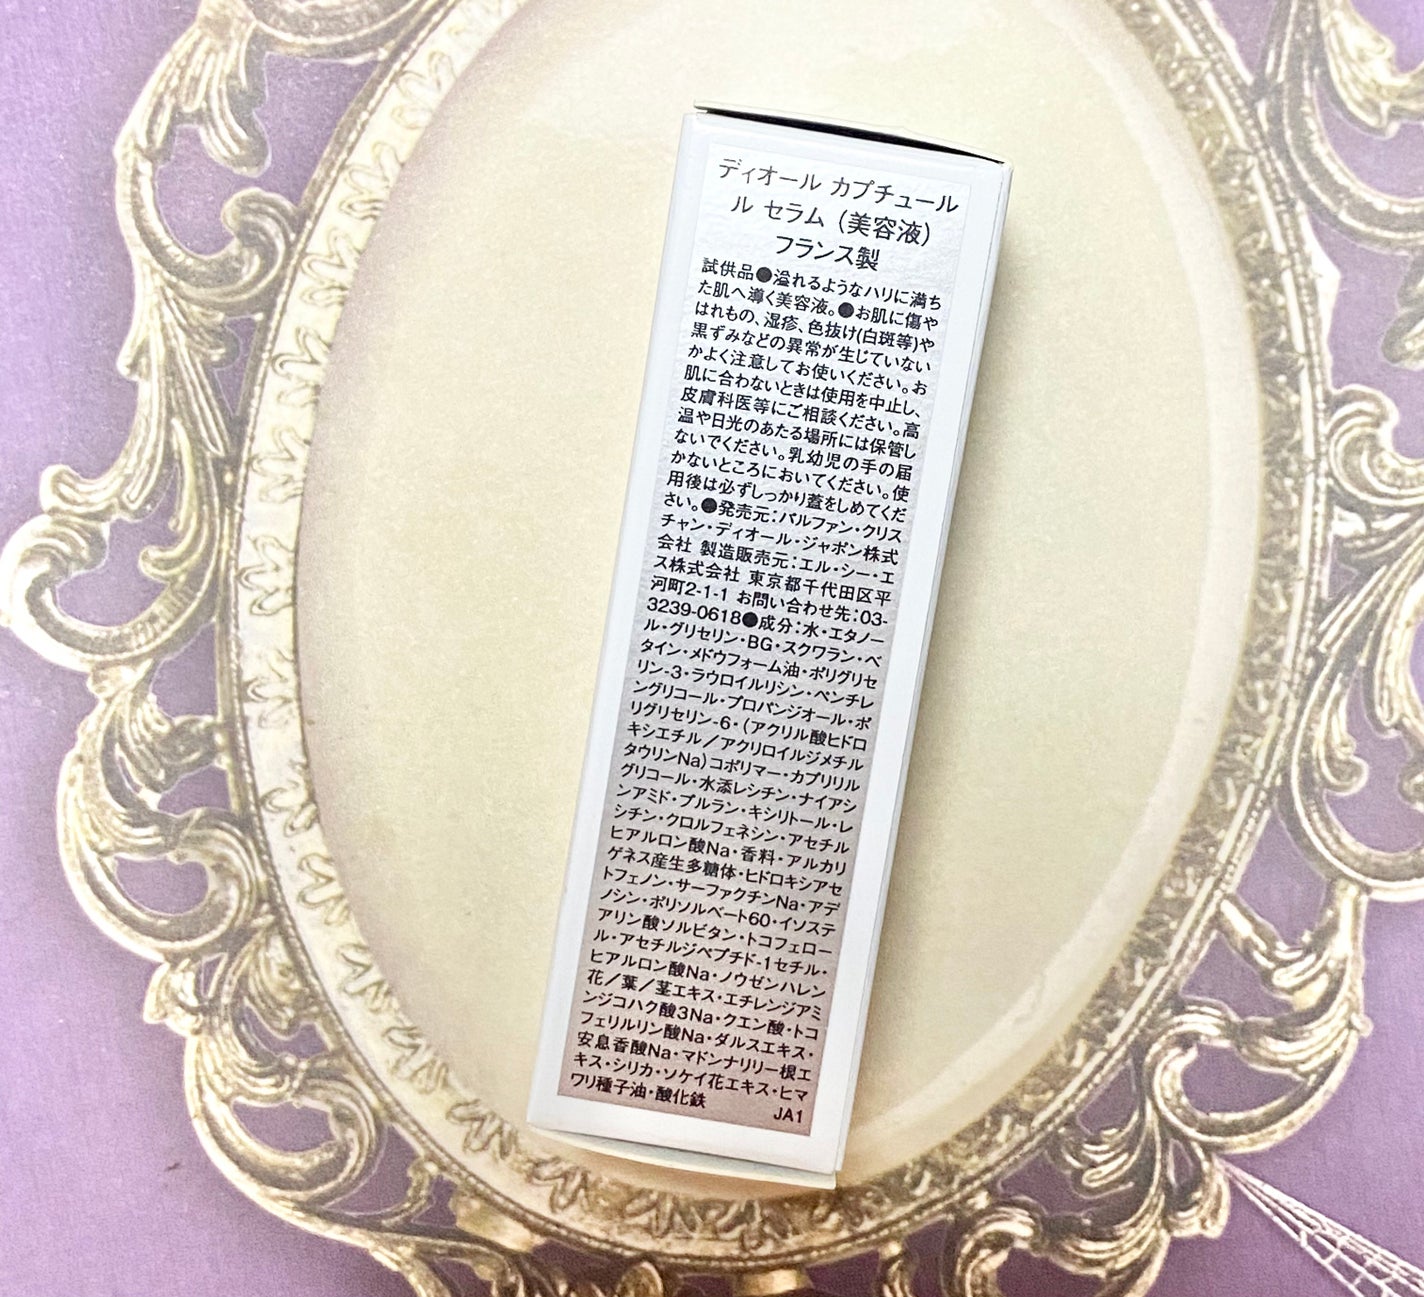 ディオール カプチュール
ル セラム (美容液)
フランス製
試供品●溢れるようなハリに満ち
た肌へ導く美容液。●お肌に傷や
はれもの、湿疹、色抜け(白斑等)や
黒ずみなどの異常が生じていない
かよく注意してお使いください。お
肌に合わないときは使用を中止し、
皮膚科医等にご相談ください。高
温や日光のあたる場所には保管し
ないでください。乳幼児の手の届
かないところにおいてください。使
用後は必ずしっかり蓋をしめてくだ
さい。●発売元:パルファン・クリス
チャン・ディオール・ジャポン株式
会社 製造販売元:エル・シー・エ
ス株式会社 東京都千代田区平
河町2-1-1 お問い合わせ先:03-
3239-0618●成分:水・エタノー
ル・グリセリン・BG・スクワラン・ベ
タイン・メドウフォーム油・ポリグリセ
リン-3・ラウロイルリシン・ペンチレ
ングリコール・プロパンジオール・ポ
リグリセリン-6・(アクリル酸ヒドロ
キシエチル/アクリロイルジメチル
タウリンNa)コポリマー・カプリリル
グリコール・水添レシチン・ナイアシ
ンアミド・プルラン・キシリトール・レ
シチン・クロルフェネシン・アセチル
ヒアルロン酸Na・香料・アルカリ
ゲネス産生多糖体・ヒドロキシアセ
トフェノン・サーファクチンNa・アデ
ノシン・ポリソルベート60・イソステ
アリン酸ソルビタン・トコフェロー
ル・アセチルジペプチド-1セチル・
ヒアルロン酸Na・ノウゼンハレン
花/葉/茎エキス・エチレンジアミ
ンジコハク酸3Na・クエン酸・トコ
フェリルリン酸Na・ダルスエキス・
安息香酸Na・マドンナリリー根エ
キス・シリカ・ソケイ花エキス・ヒマ
ワリ種子油・酸化鉄 JA1